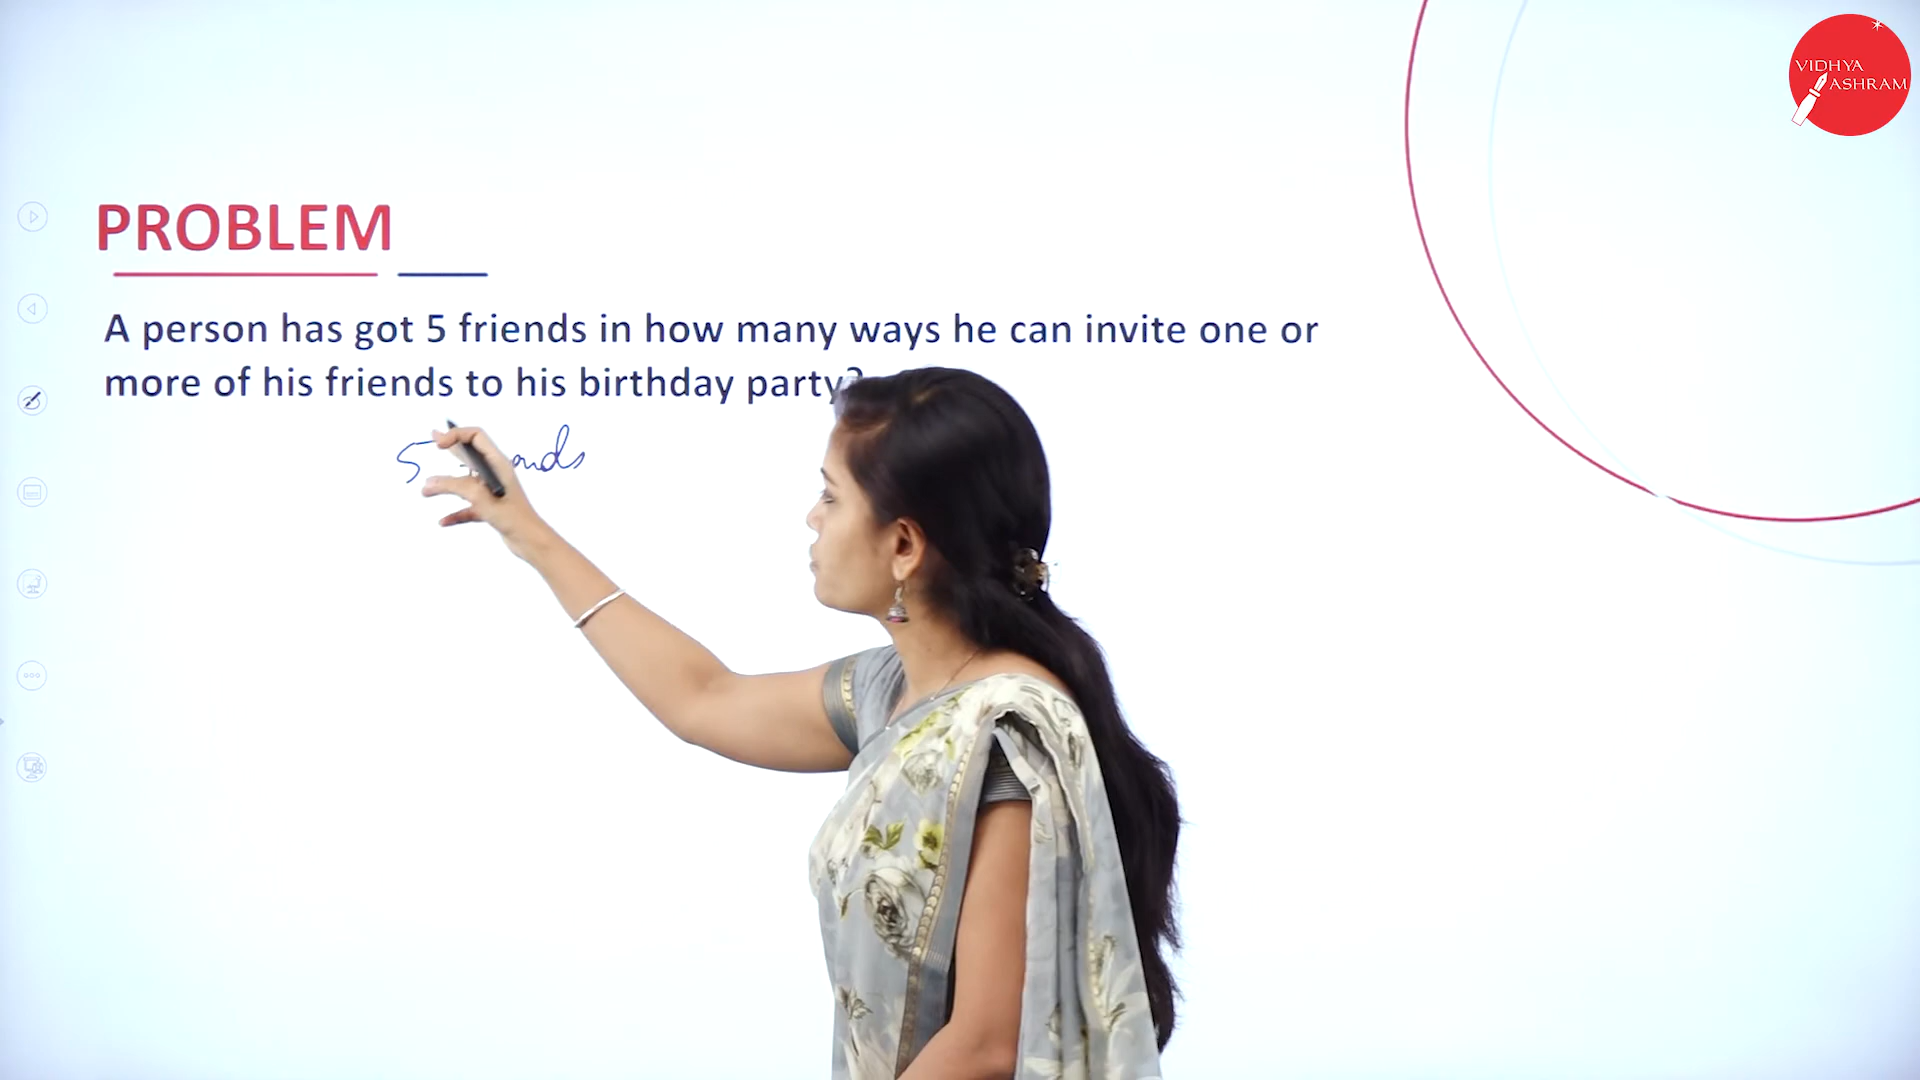 VIDHYA
ASHRAM
PROBLEM
A person has got 5 friends in how many ways he can invite one or
more of his friends to his birthday party?
5